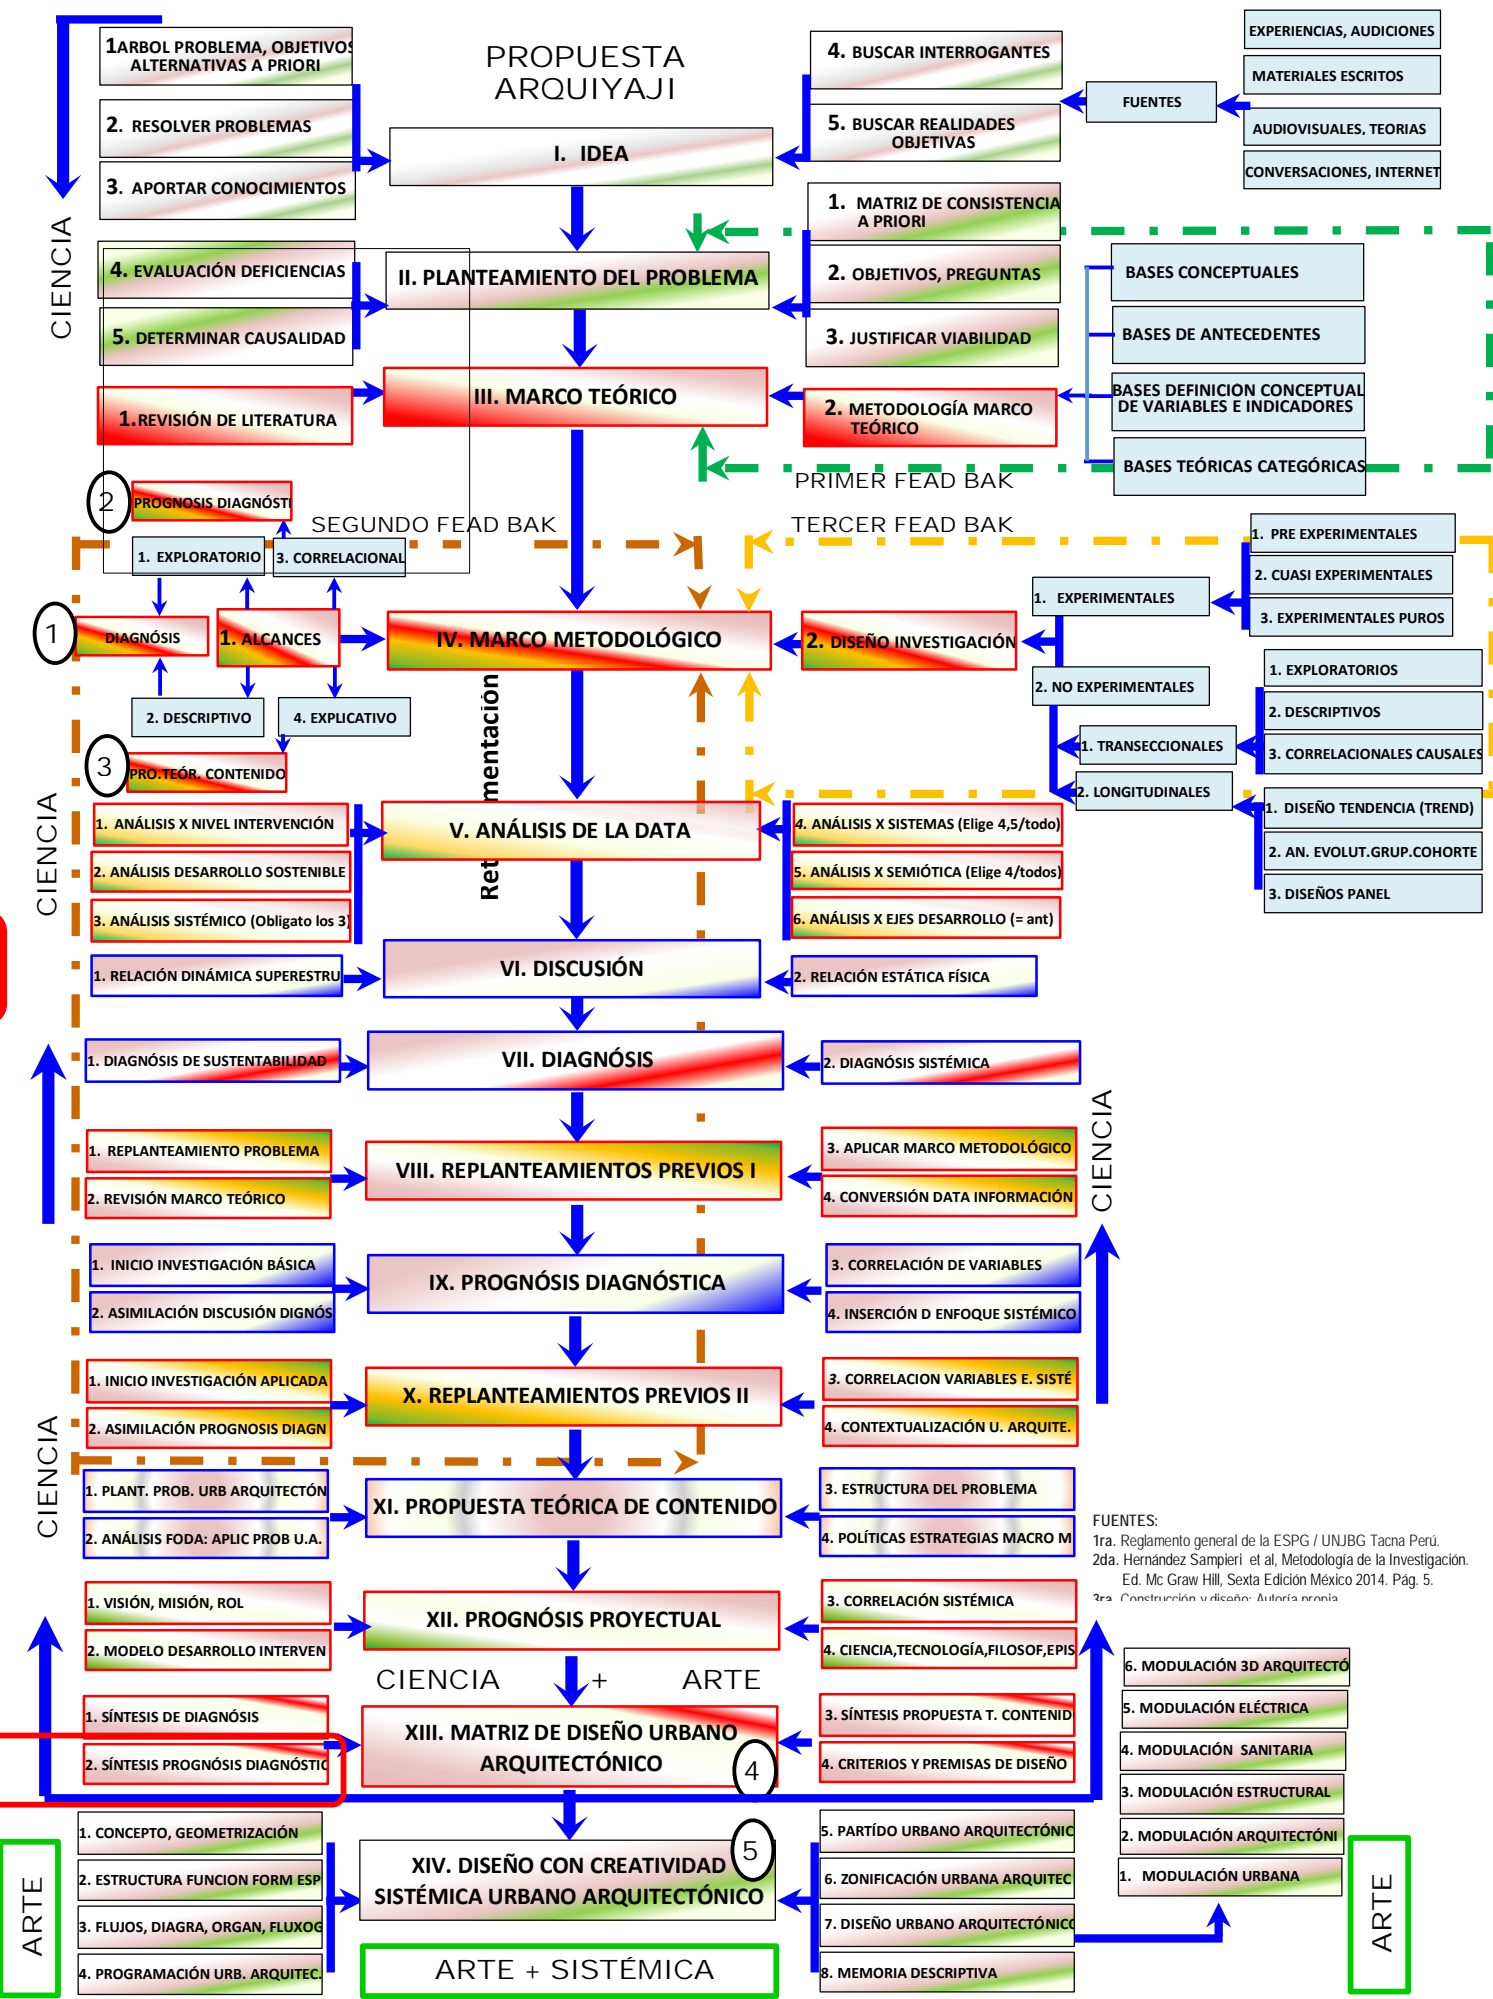 PROPUESTA
ARQUIYAJI
CIENCIA
1ARBOL PROBLEMA, OBJETIVOS
ALTERNATIVAS A PRIORI
2. RESOLVER PROBLEMAS
3. APORTAR CONOCIMIENTOS
I. IDEA
4. BUSCAR INTERROGANTES
5. BUSCAR REALIDADES
OBJETIVAS
FUENTES
EXPERIENCIAS, AUDICIONES
MATERIALES ESCRITOS
AUDIOVISUALES, TEORIAS
CONVERSACIONES, INTERNET
4. EVALUACIÓN DEFICIENCIAS
5. DETERMINAR CAUSALIDAD
II. PLANTEAMIENTO DEL PROBLEMA
1. MATRIZ DE CONSISTENCIA
A PRIORI
2. OBJETIVOS, PREGUNTAS
3. JUSTIFICAR VIABILIDAD
BASES CONCEPTUALES
BASES DE ANTECEDENTES
BASES DEFINICION CONCEPTUAL
DE VARIABLES E INDICADORES
BASES TEÓRICAS CATEGÓRICAS
1.REVISIÓN DE LITERATURA
III. MARCO TEÓRICO
2. METODOLOGÍA MARCO
TEÓRICO
PRIMER FEAD BAK
SEGUNDO FEAD BAK
TERCER FEAD BAK
2
PROGNOSIS DIAGNÓSTI
1. EXPLORATORIO
3. CORRELACIONAL
1
DIAGNÓSIS
1. ALCANCES
2. DESCRIPTIVO
4. EXPLICATIVO
3
PRO.TEÓR. CONTENIDO
IV. MARCO METODOLÓGICO
2. DISEÑO INVESTIGACIÓN
1. EXPERIMENTALES
1. PRE EXPERIMENTALES
2. CUASI EXPERIMENTALES
3. EXPERIMENTALES PUROS
2. NO EXPERIMENTALES
1. TRANSECCIONALES
1. EXPLORATORIOS
2. DESCRIPTIVOS
3. CORRELACIONALES CAUSALES
2. LONGITUDINALES
1. DISEÑO TENDENCIA (TREND)
2. AN. EVOLUT.GRUP.COHORTE
3. DISEÑOS PANEL
CIENCIA
1. ANÁLISIS X NIVEL INTERVENCIÓN
2. ANÁLISIS DESARROLLO SOSTENIBLE
3. ANÁLISIS SISTÉMICO (Obligato los 3)
V. ANÁLISIS DE LA DATA
4. ANÁLISIS X SISTEMAS (Elige 4,5/todo)
5. ANÁLISIS X SEMIÓTICA (Elige 4/todos)
6. ANÁLISIS X EJES DESARROLLO (= ant)
1. RELACIÓN DINÁMICA SUPERESTRU
VI. DISCUSIÓN
2. RELACIÓN ESTÁTICA FÍSICA
1. DIAGNÓSIS DE SUSTENTABILIDAD
VII. DIAGNÓSIS
2. DIAGNÓSIS SISTÉMICA
CIENCIA
1. REPLANTEAMIENTO PROBLEMA
2. REVISIÓN MARCO TEÓRICO
VIII. REPLANTEAMIENTOS PREVIOS I
3. APLICAR MARCO METODOLÓGICO
4. CONVERSIÓN DATA INFORMACIÓN
1. INICIO INVESTIGACIÓN BÁSICA
2. ASIMILACIÓN DISCUSIÓN DIGNÓS
IX. PROGNÓSIS DIAGNÓSTICA
3. CORRELACIÓN DE VARIABLES
4. INSERCIÓN D ENFOQUE SISTÉMICO
CIENCIA
1. INICIO INVESTIGACIÓN APLICADA
2. ASIMILACIÓN PROGNOSIS DIAGN
X. REPLANTEAMIENTOS PREVIOS II
3. CORRELACION VARIABLES E. SISTÉ
4. CONTEXTUALIZACIÓN U. ARQUITE.
1. PLANT. PROB. URB ARQUITECTÓN
2. ANÁLISIS FODA: APLIC PROB U.A.
XI. PROPUESTA TEÓRICA DE CONTENIDO
3. ESTRUCTURA DEL PROBLEMA
4. POLÍTICAS ESTRATEGIAS MACRO M
FUENTES:
1ra. Reglamento general de la ESPG / UNJBG Tacna Perú.
2da. Hernández Sampieri et al, Metodología de la Investigación.
Ed. Mc Graw Hill, Sexta Edición México 2014. Pág. 5.
3ra. Construcción y diseño: Autoría propia
1. VISIÓN, MISIÓN, ROL
2. MODELO DESARROLLO INTERVEN
XII. PROGNÓSIS PROYECTUAL
3. CORRELACIÓN SISTÉMICA
4. CIENCIA,TECNOLOGÍA,FILOSOF,EPIS
CIENCIA + ARTE
1. SÍNTESIS DE DIAGNÓSIS
2. SÍNTESIS PROGNÓSIS DIAGNÓSTIC
XIII. MATRIZ DE DISEÑO URBANO
ARQUITECTÓNICO
4
3. SÍNTESIS PROPUESTA T. CONTENID
4. CRITERIOS Y PREMISAS DE DISEÑO
6. MODULACIÓN 3D ARQUITECTÓ
5. MODULACIÓN ELÉCTRICA
4. MODULACIÓN SANITARIA
3. MODULACIÓN ESTRUCTURAL
2. MODULACIÓN ARQUITECTÓNI
1. MODULACIÓN URBANA
ARTE
1. CONCEPTO, GEOMETRIZACIÓN
2. ESTRUCTURA FUNCION FORM ESP
3. FLUJOS, DIAGRA, ORGAN, FLUXOG
4. PROGRAMACIÓN URB. ARQUITEC.
XIV. DISEÑO CON CREATIVIDAD
SISTÉMICA URBANO ARQUITECTÓNICO
5
5. PARTÍDO URBANO ARQUITECTÓNIC
6. ZONIFICACIÓN URBANA ARQUITEC
7. DISEÑO URBANO ARQUITECTÓNICO
8. MEMORIA DESCRIPTIVA
ARTE
ARTE + SISTÉMICA